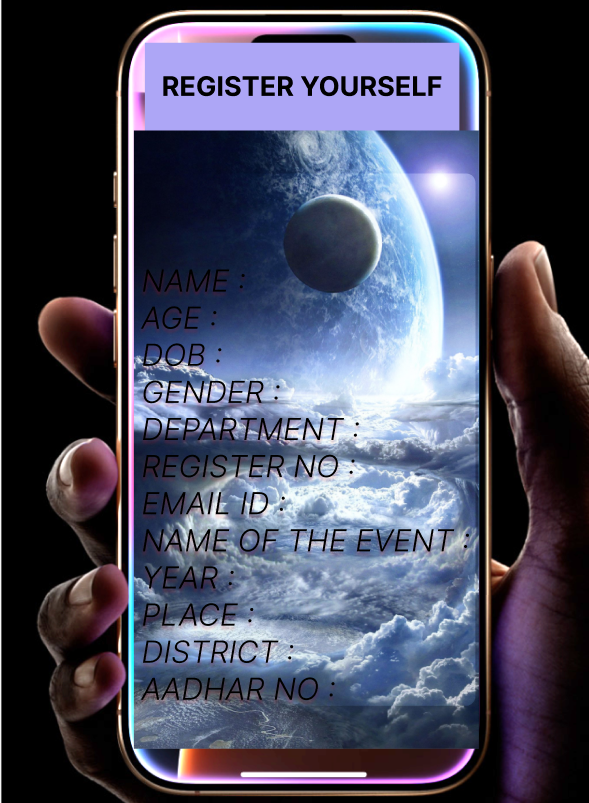 REGISTER YOURSELF
NAME :
AGE :
DOB :
GENDER :
DEPARTMENT :
REGISTER NO :
EMAIL ID :
NAME OF THE EVENT :
YEAR :
PLACE :
DISTRICT :
AADHAR NO :